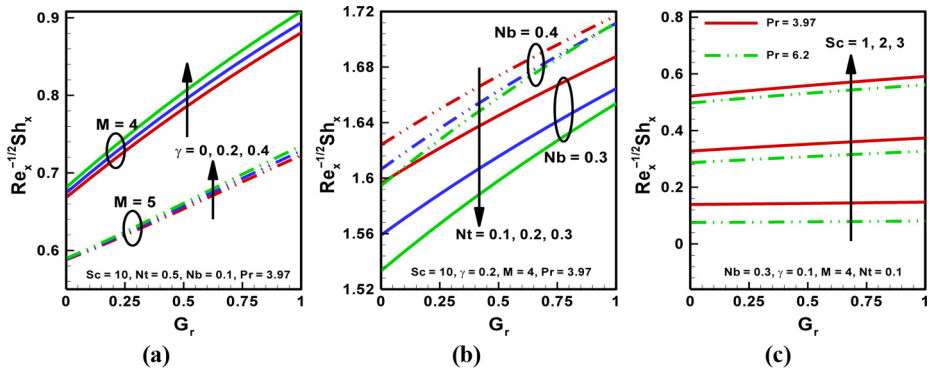 Re_x^{-1/2}Sh_x
0.9
0.8
0.7
0.6
M = 4
γ = 0, 0.2, 0.4
M = 5
Sc = 10, Nt = 0.5, Nb = 0.1, Pr = 3.97
0 0.25 0.5 0.75 1
G_r
(a)
Re_x^{-1/2}Sh_x
1.72
1.68
1.64
1.6
1.56
1.52
Nb = 0.4
Nb = 0.3
Nt = 0.1, 0.2, 0.3
Sc = 10, γ = 0.2, M = 4, Pr = 3.97
0 0.25 0.5 0.75 1
G_r
(b)
Re_x^{-1/2}Sh_x
0.8
0.6
0.4
0.2
0
Pr = 3.97
Pr = 6.2
Sc = 1, 2, 3
Nb = 0.3, γ = 0.1, M = 4, Nt = 0.1
0 0.25 0.5 0.75 1
G_r
(c)